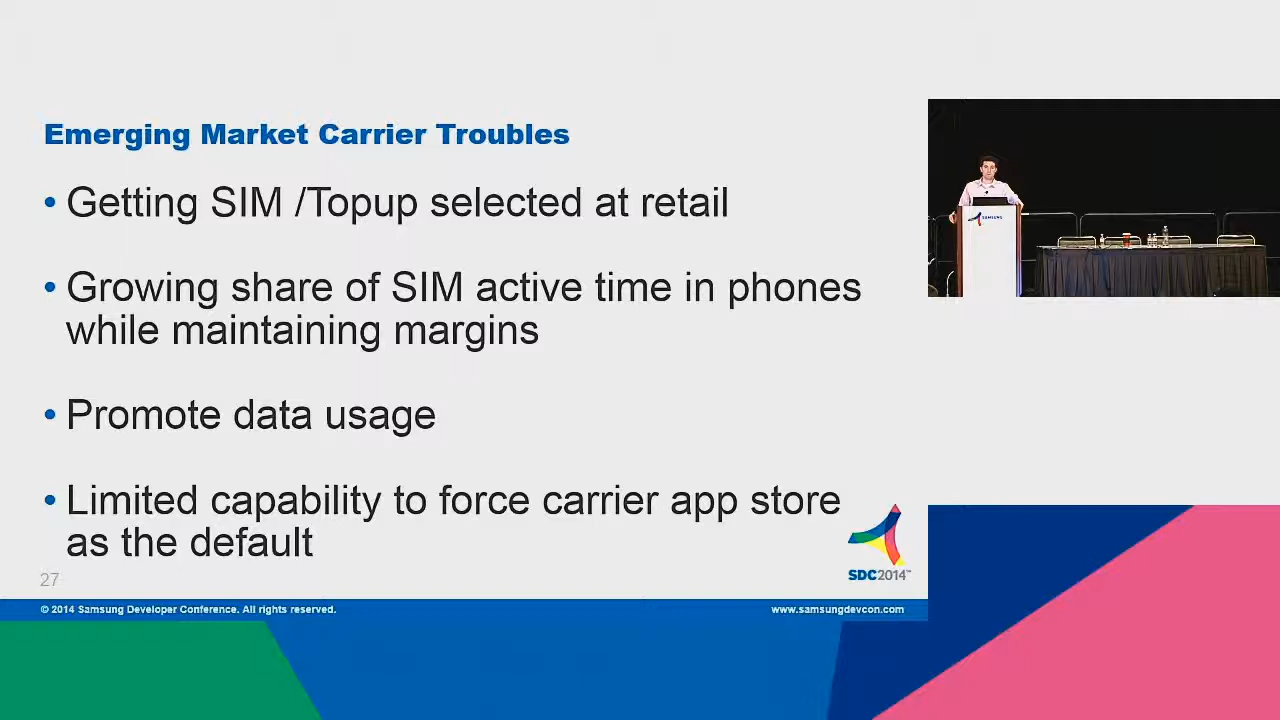 Emerging Market Carrier Troubles
• Getting SIM /Topup selected at retail
• Growing share of SIM active time in phones
while maintaining margins
• Promote data usage
• Limited capability to force carrier app store
as the default
27
SDC2014™
© 2014 Samsung Developer Conference. All rights reserved.
www.samsungdevcon.com
SAMSUNG